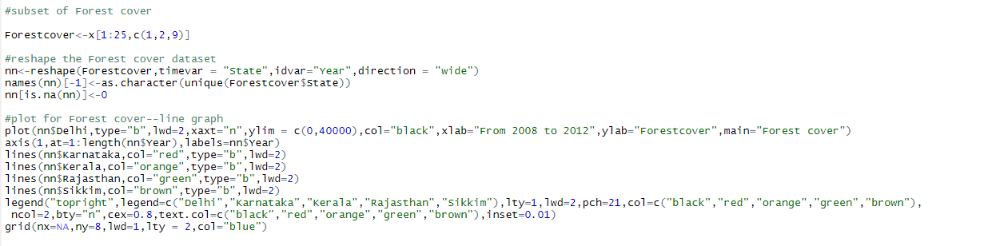 #subset of Forest cover
Forestcover<-x[1:25,c(1,2,9)]
#reshape the Forest cover dataset
nn<-reshape(Forestcover,timevar = "State",idvar="Year",direction = "wide")
names(nn)[-1]<-as.character(unique(Forestcover$State))
nn[is.na(nn)]<-0
#plot for Forest cover--line graph
plot(nn$Delhi,type="b",lwd=2,xaxt="n",ylim = c(0,40000),col="black",xlab="From 2008 to 2012",ylab="Forestcover",main="Forest cover")
axis(1,at=1:length(nn$Year),labels=nn$Year)
lines(nn$Karnataka,col="red",type="b",lwd=2)
lines(nn$Kerala,col="orange",type="b",lwd=2)
lines(nn$Rajasthan,col="green",type="b",lwd=2)
lines(nn$Sikkim,col="brown",type="b",lwd=2)
legend("topright",legend=c("Delhi","Karnataka","Kerala","Rajasthan","Sikkim"),lty=1,lwd=2,pch=21,col=c("black","red","orange","green","brown"),
ncol=2,bty="n",cex=0.8,text.col=c("black","red","orange","green","brown"),inset=0.01)
grid(nx=NA,ny=8,lwd=1,lty = 2,col="blue")